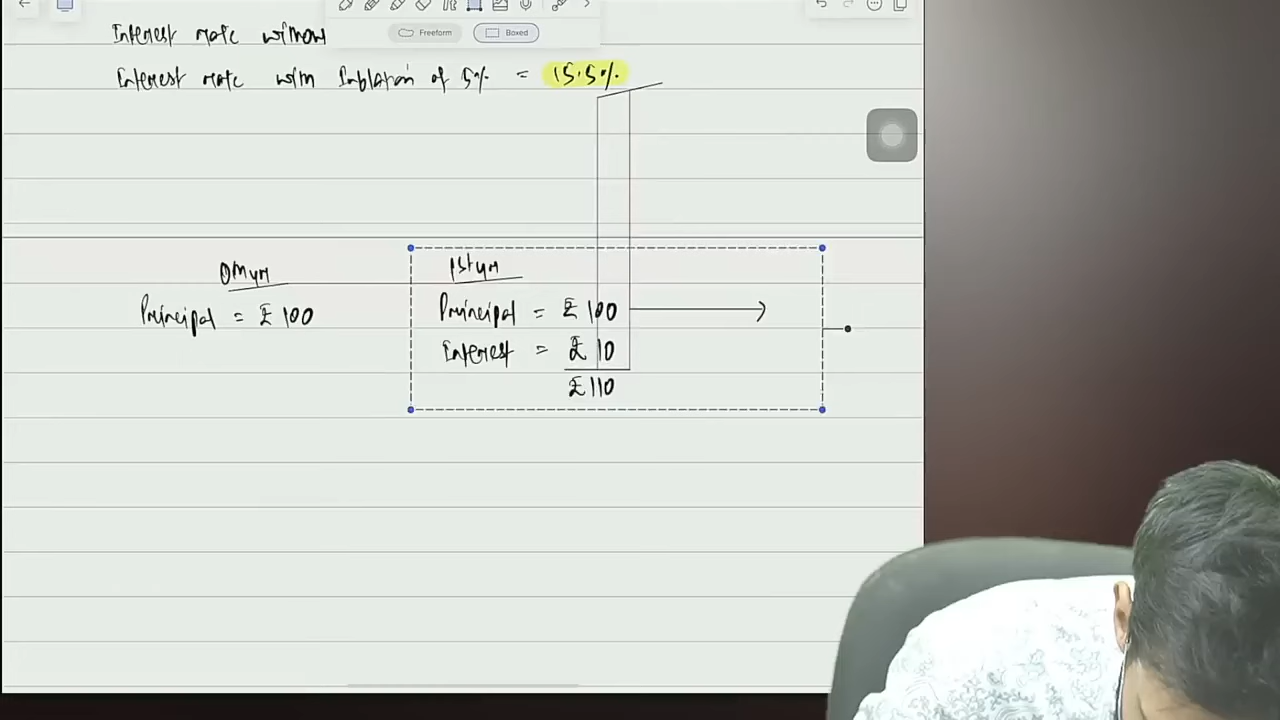 Interest rate without
Freeform
Boxed
Interest rate with Inflation of 5% = 15.5%
0th yr
Principal = £ 100
1st yr
Principal = £ 100
Interest = £ 10
£ 110